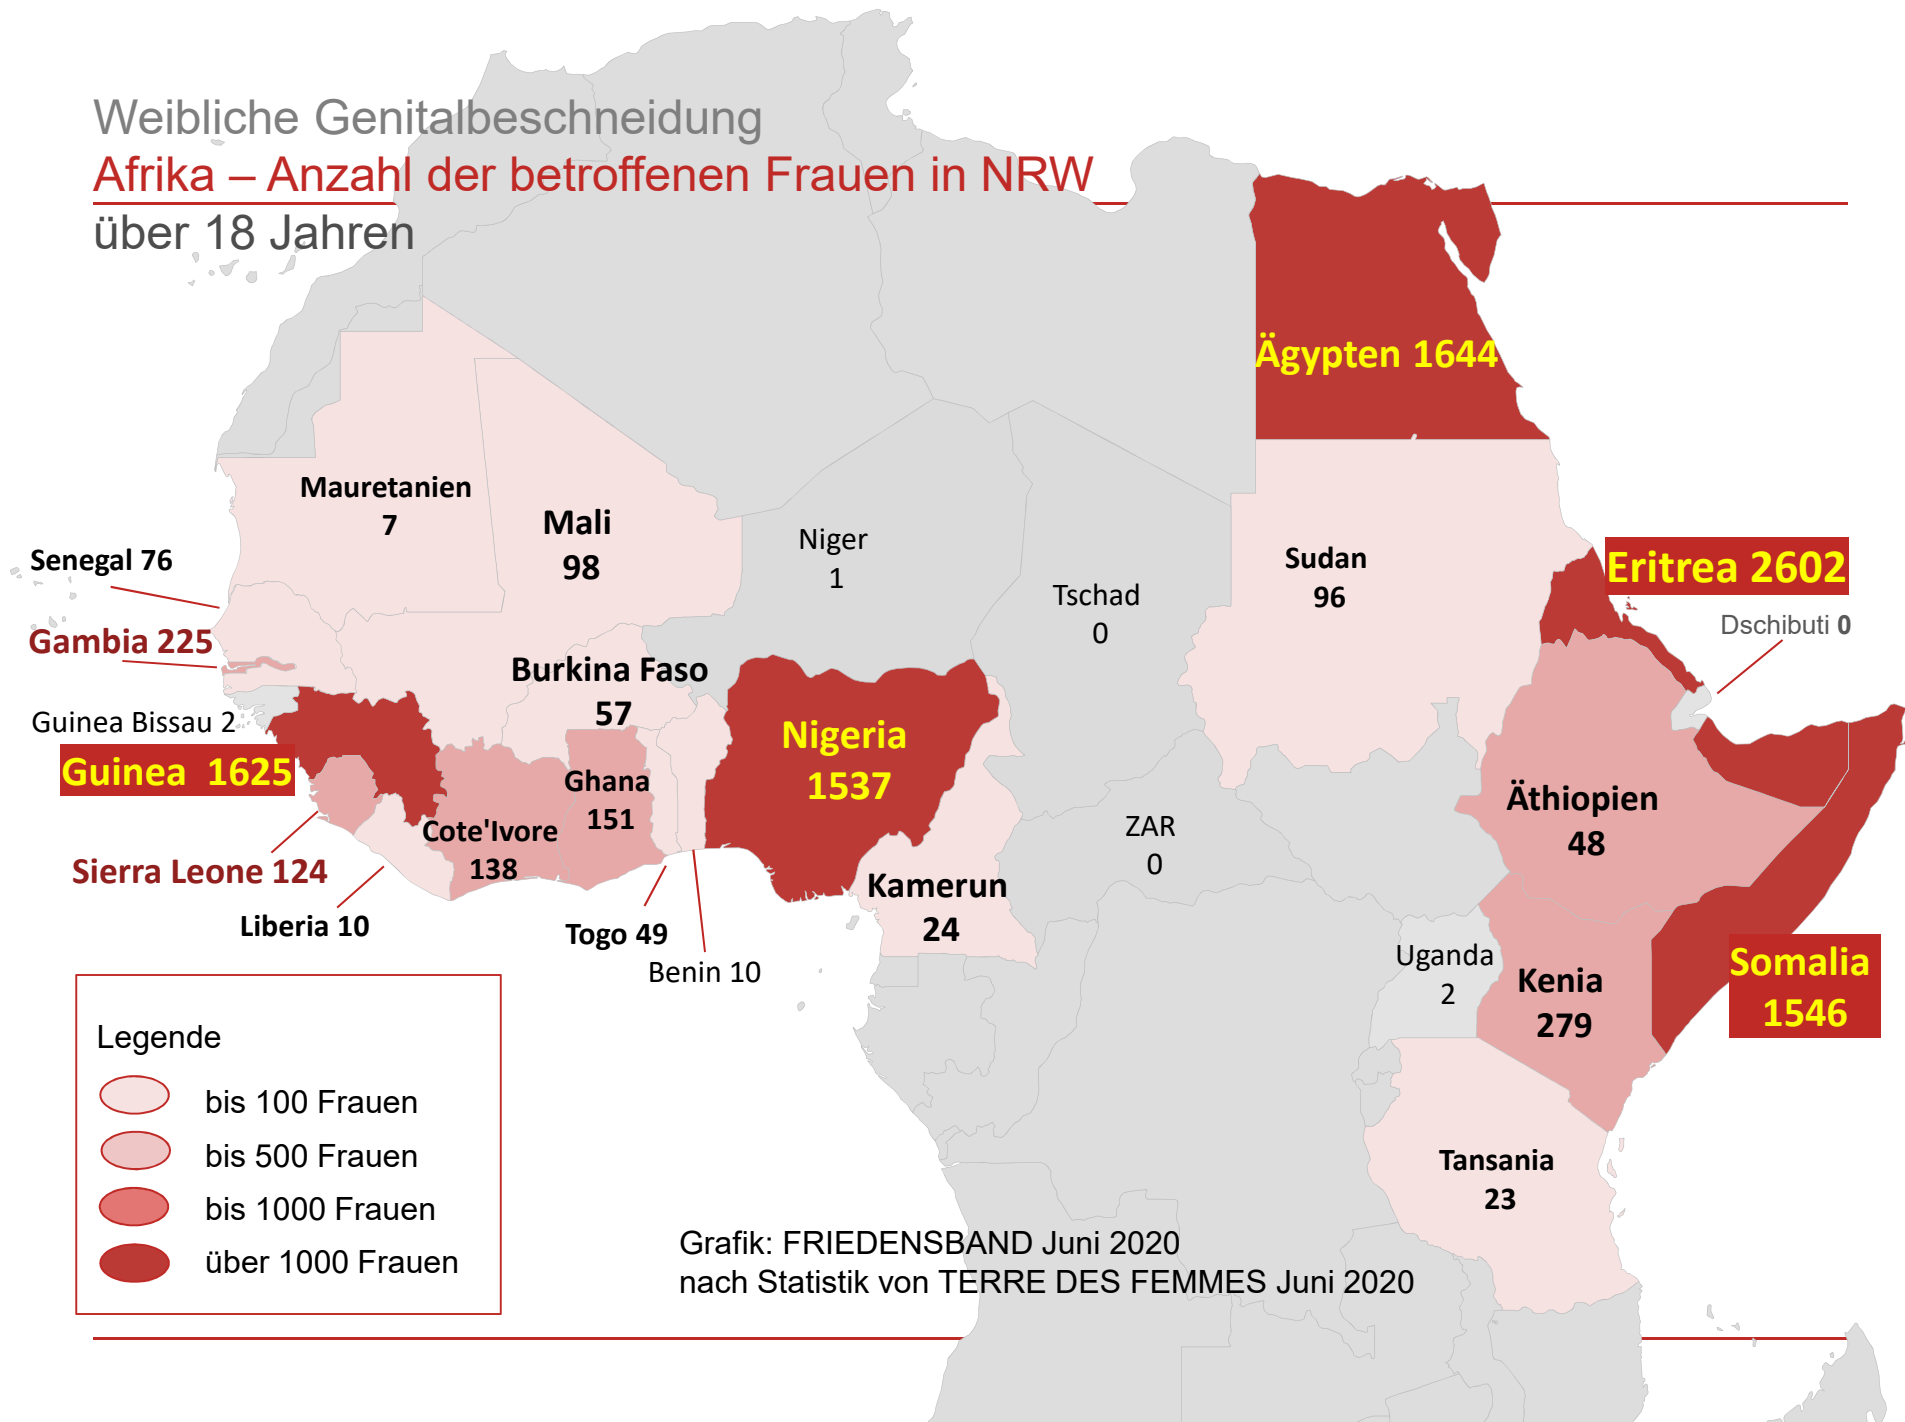 Weibliche Genitalbeschneidung
Afrika – Anzahl der betroffenen Frauen in NRW
über 18 Jahren
Ägypten 1644
Mauretanien
7
Mali
98
Niger
1
Tschad
0
Sudan
96
Eritrea 2602
Dschibuti 0
Senegal 76
Gambia 225
Guinea Bissau 2
Guinea 1625
Burkina Faso
57
Nigeria
1537
Ghana
151
Cote'Ivore
138
Sierra Leone 124
Liberia 10
Togo 49
Benin 10
Kamerun
24
ZAR
0
Äthiopien
48
Uganda
2
Kenia
279
Somalia
1546
Tansania
23
Legende
bis 100 Frauen
bis 500 Frauen
bis 1000 Frauen
über 1000 Frauen
Grafik: FRIEDENSBAND Juni 2020
nach Statistik von TERRE DES FEMMES Juni 2020